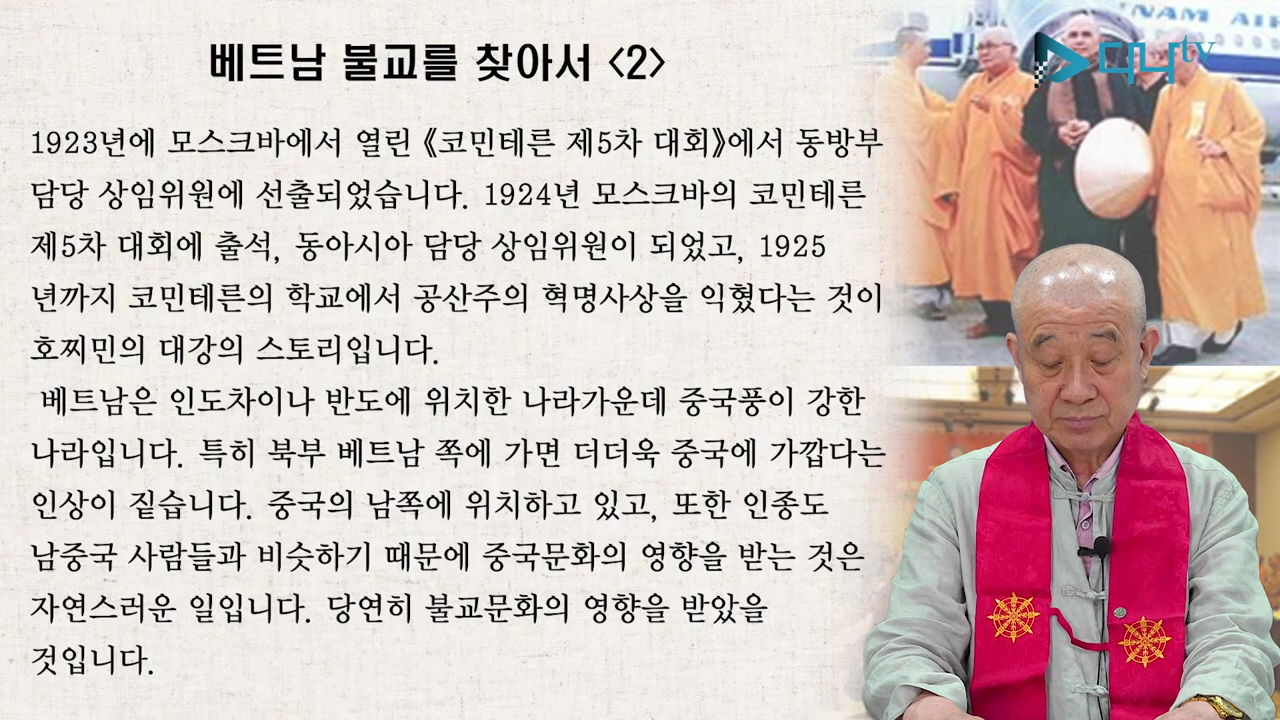 베트남 불교를 찾아서 <2>
NAM AIR
다나tv
1923년에 모스크바에서 열린 《코민테른 제5차 대회》에서 동방부
담당 상임위원에 선출되었습니다. 1924년 모스크바의 코민테른
제5차 대회에 출석, 동아시아 담당 상임위원이 되었고, 1925
년까지 코민테른의 학교에서 공산주의 혁명사상을 익혔다는 것이
호찌민의 대강의 스토리입니다.
베트남은 인도차이나 반도에 위치한 나라가운데 중국풍이 강한
나라입니다. 특히 북부 베트남 쪽에 가면 더더욱 중국에 가깝다는
인상이 짙습니다. 중국의 남쪽에 위치하고 있고, 또한 인종도
남중국 사람들과 비슷하기 때문에 중국문화의 영향을 받는 것은
자연스러운 일입니다. 당연히 불교문화의 영향을 받았을
것입니다.